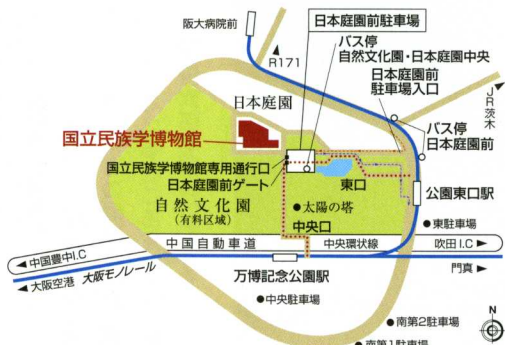 阪大病院前
日本庭園前駐車場
バス停
自然文化園・日本庭園中央
R171
日本庭園前
駐車場入口
JR茨木
日本庭園
バス停
日本庭園前
国立民族学博物館
国立民族学博物館専用通行口
日本庭園前ゲート
東口
公園東口駅
自然文化園
(有料区域)
●太陽の塔
中央口
●東駐車場
中国自動車道
中央環状線
吹田I.C
中国豊中I.C
大阪空港
大阪モノレール
門真
万博記念公園駅
●中央駐車場
N
●南第2駐車場
●南第1駐車場